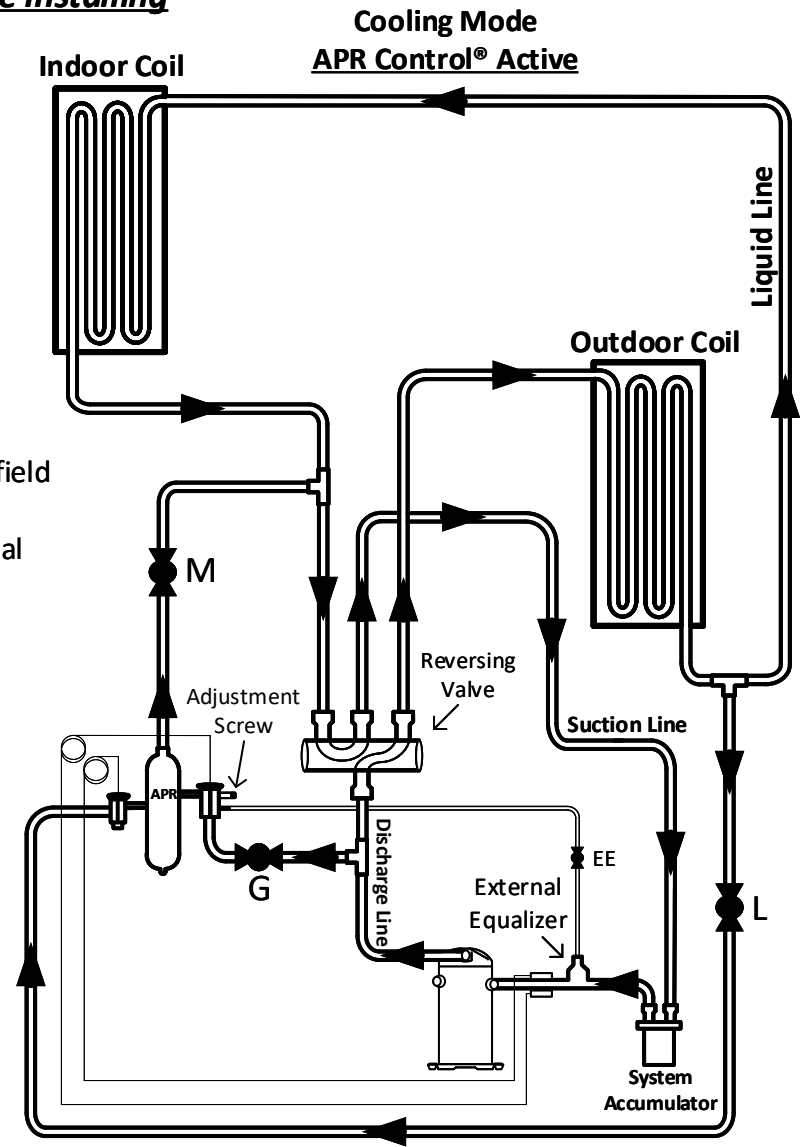 Installing
Cooling Mode
APR Control® Active
Indoor Coil
Liquid Line
Outdoor Coil
field
al
M
Reversing
Valve
Adjustment
Screw
Suction Line
APR
Discharge Line
EE
G
External
Equalizer
L
System
Accumulator